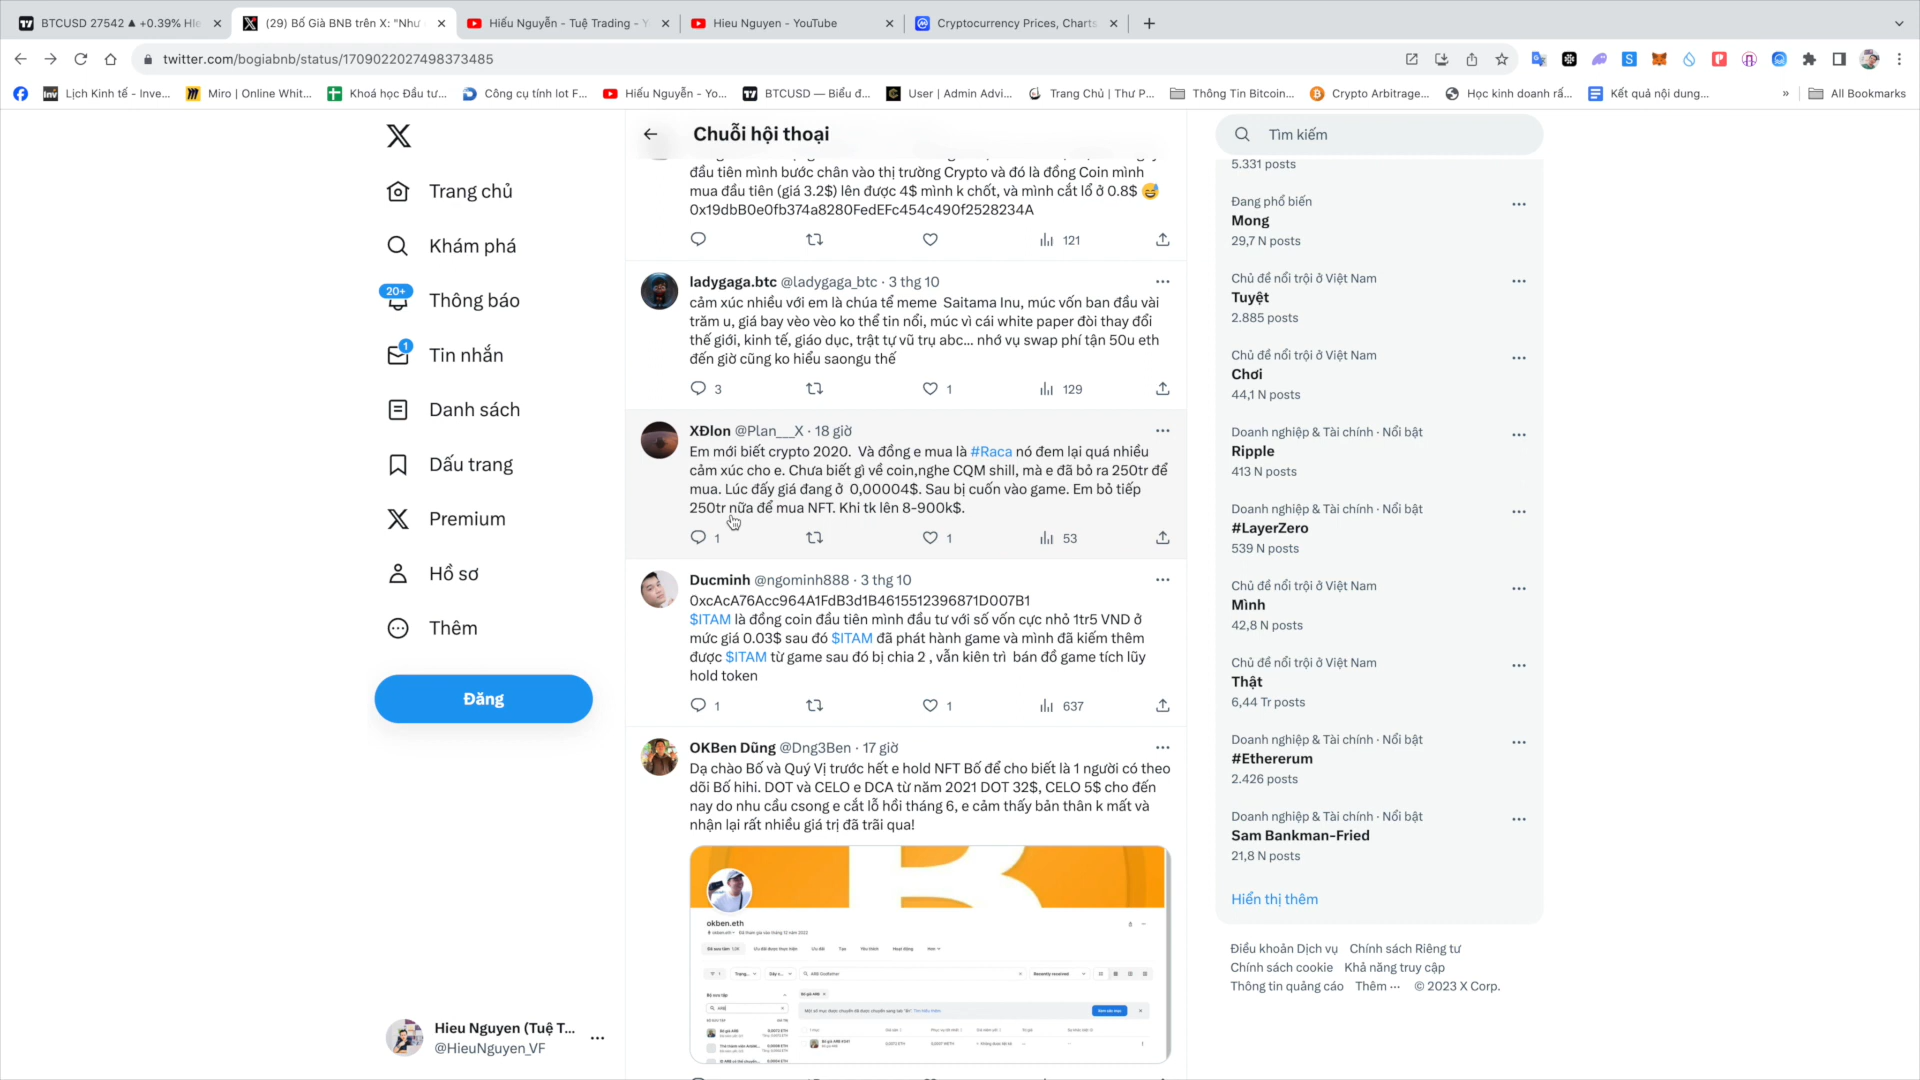 BTCUSD 27542 ▲ +0.39% Hi
(29) Bố Già BNB trên X: "Như
Hiếu Nguyễn - Tuệ Trading - Y
Hieu Nguyen - YouTube
Cryptocurrency Prices, Charts
twitter.com/bogiabnb/status/1709022027498373485
Lịch Kinh tế - Inve...
Miro | Online Whit...
Khoá học Đầu tư...
Công cụ tính lot F...
Hiếu Nguyễn - Yo...
BTCUSD — Biểu đ...
User | Admin Advi...
Trang Chủ | Thư P...
Thông Tin Bitcoin...
Crypto Arbitrage...
Học kinh doanh rấ...
Kết quả nội dung...
» All Bookmarks
Trang chủ
Khám phá
20+
Thông báo
1
Tin nhắn
Danh sách
Dấu trang
Premium
Hồ sơ
Thêm
Đăng
Hieu Nguyen (Tuệ T...
@HieuNguyen_VF
Chuỗi hội thoại
đầu tiên mình bước chân vào thị trường Crypto và đó là đồng Coin mình
mua đầu tiên (giá 3.2$) lên được 4$ mình k chốt, và mình cắt lổ ở 0.8$ 😅
0x19dbB0e0fb374a8280FedEFc454c490f2528234A
121
ladygaga.btc @ladygaga_btc · 3 thg 10
cảm xúc nhiều với em là chúa tể meme Saitama Inu, múc vốn ban đầu vài
trăm u, giá bay vèo vèo ko thể tin nổi, múc vì cái white paper đòi thay đổi
thế giới, kinh tế, giáo dục, trật tự vũ trụ abc... nhớ vụ swap phí tận 50u eth
đến giờ cũng ko hiểu saongu thế
3 1 129
XĐlon @Plan___X · 18 giờ
Em mới biết crypto 2020. Và đồng e mua là #Raca nó đem lại quá nhiều
cảm xúc cho e. Chưa biết gì về coin,nghe CQM shill, mà e đã bỏ ra 250tr để
mua. Lúc đấy giá đang ở 0,00004$. Sau bị cuốn vào game. Em bỏ tiếp
250tr nữa để mua NFT. Khi tk lên 8-900k$.
1 1 53
Ducminh @ngominh888 · 3 thg 10
0xcAcA76Acc964A1FdB3d1B4615512396871D007B1
$ITAM là đồng coin đầu tiên mình đầu tư với số vốn cực nhỏ 1tr5 VND ở
mức giá 0.03$ sau đó $ITAM đã phát hành game và mình đã kiếm thêm
được $ITAM từ game sau đó bị chia 2 , vẫn kiên trì bán đồ game tích lũy
hold token
1 1 637
OKBen Dũng @Dng3Ben · 17 giờ
Dạ chào Bố và Quý Vị trước hết e hold NFT Bố để cho biết là 1 người có theo
dõi Bố hihi. DOT và CELO e DCA từ năm 2021 DOT 32$, CELO 5$ cho đến
nay do nhu cầu csong e cắt lỗ hồi tháng 6, e cảm thấy bản thân k mất và
nhận lại rất nhiều giá trị đã trãi qua!
okben.eth
Recently received
Tìm kiếm
5.331 posts
Đang phổ biến
Mong
29,7 N posts
Chủ đề nổi trội ở Việt Nam
Tuyệt
2.885 posts
Chủ đề nổi trội ở Việt Nam
Chơi
44,1 N posts
Doanh nghiệp & Tài chính · Nổi bật
Ripple
413 N posts
Doanh nghiệp & Tài chính · Nổi bật
#LayerZero
539 N posts
Chủ đề nổi trội ở Việt Nam
Mình
42,8 N posts
Chủ đề nổi trội ở Việt Nam
Thật
6,44 Tr posts
Doanh nghiệp & Tài chính · Nổi bật
#Ethererum
2.426 posts
Doanh nghiệp & Tài chính · Nổi bật
Sam Bankman-Fried
21,8 N posts
Hiển thị thêm
Điều khoản Dịch vụ Chính sách Riêng tư
Chính sách cookie Khả năng truy cập
Thông tin quảng cáo Thêm ··· © 2023 X Corp.